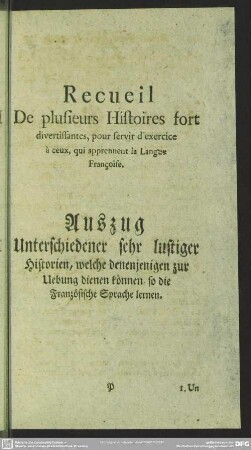 Recueil
De plusieurs Histoires fort
divertissantes, pour servir d'exercice
à ceux, qui apprennent la Langue
Françoise.
Auszug
Unterschiedener sehr lustiger
Historien, welche denenjenigen zur
Uebung dienen können, so die
Französische Sprache lernen.
P
1. Un